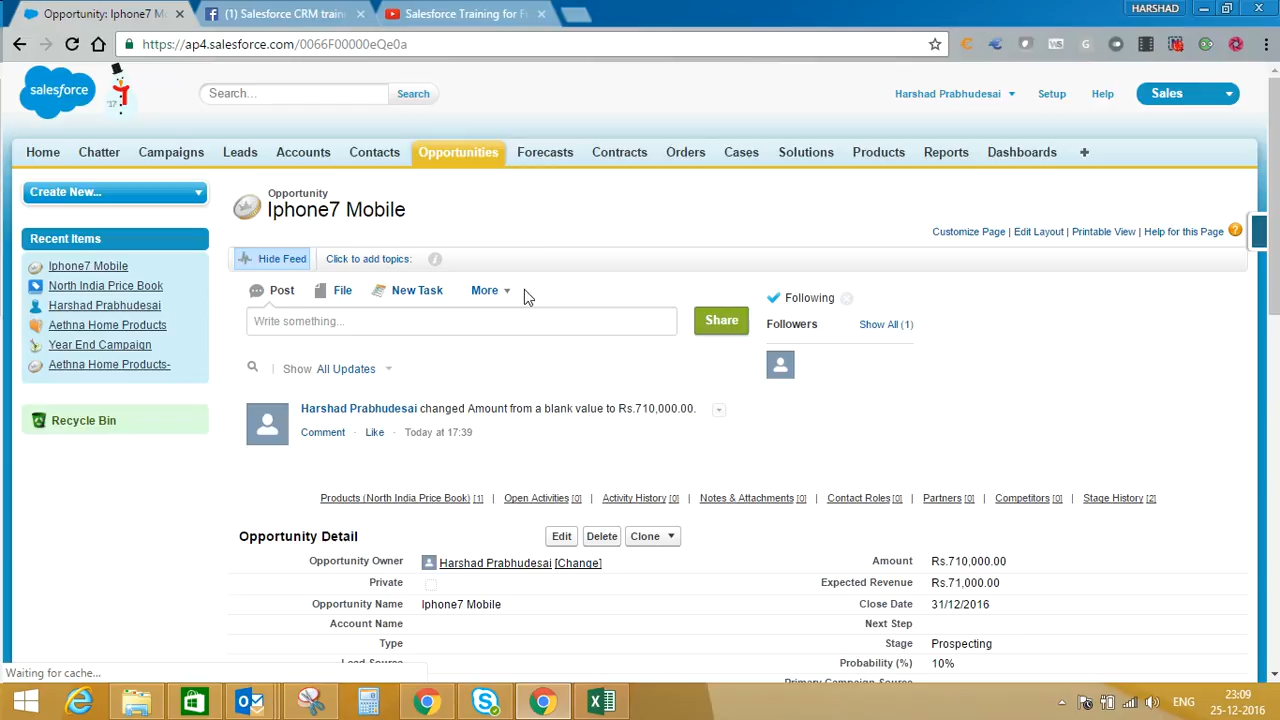 Opportunity: Iphone7 M
(1) Salesforce CRM train
Salesforce Training for F
HARSHAD
https://ap4.salesforce.com/0066F00000eQe0a
salesforce
'17
Search...
Search
Harshad Prabhudesai
Setup
Help
Sales
Home
Chatter
Campaigns
Leads
Accounts
Contacts
Opportunities
Forecasts
Contracts
Orders
Cases
Solutions
Products
Reports
Dashboards
Create New...
Recent Items
Iphone7 Mobile
North India Price Book
Harshad Prabhudesai
Aethna Home Products
Year End Campaign
Aethna Home Products-
Recycle Bin
Opportunity
Iphone7 Mobile
Customize Page | Edit Layout | Printable View | Help for this Page
Hide Feed
Click to add topics:
Post
File
New Task
More
Write something...
Share
Following
Followers
Show All (1)
Show All Updates
Harshad Prabhudesai changed Amount from a blank value to Rs.710,000.00.
Comment · Like · Today at 17:39
Products (North India Price Book) [1] | Open Activities [0] | Activity History [0] | Notes & Attachments [0] | Contact Roles [0] | Partners [0] | Competitors [0] | Stage History [2]
Opportunity Detail
Edit
Delete
Clone
Opportunity Owner
Harshad Prabhudesai [Change]
Amount
Rs.710,000.00
Private
Expected Revenue
Rs.71,000.00
Opportunity Name
Iphone7 Mobile
Close Date
31/12/2016
Account Name
Next Step
Type
Stage
Prospecting
Lead Source
Probability (%)
10%
Primary Campaign Source
Waiting for cache...
ENG
23:09
25-12-2016